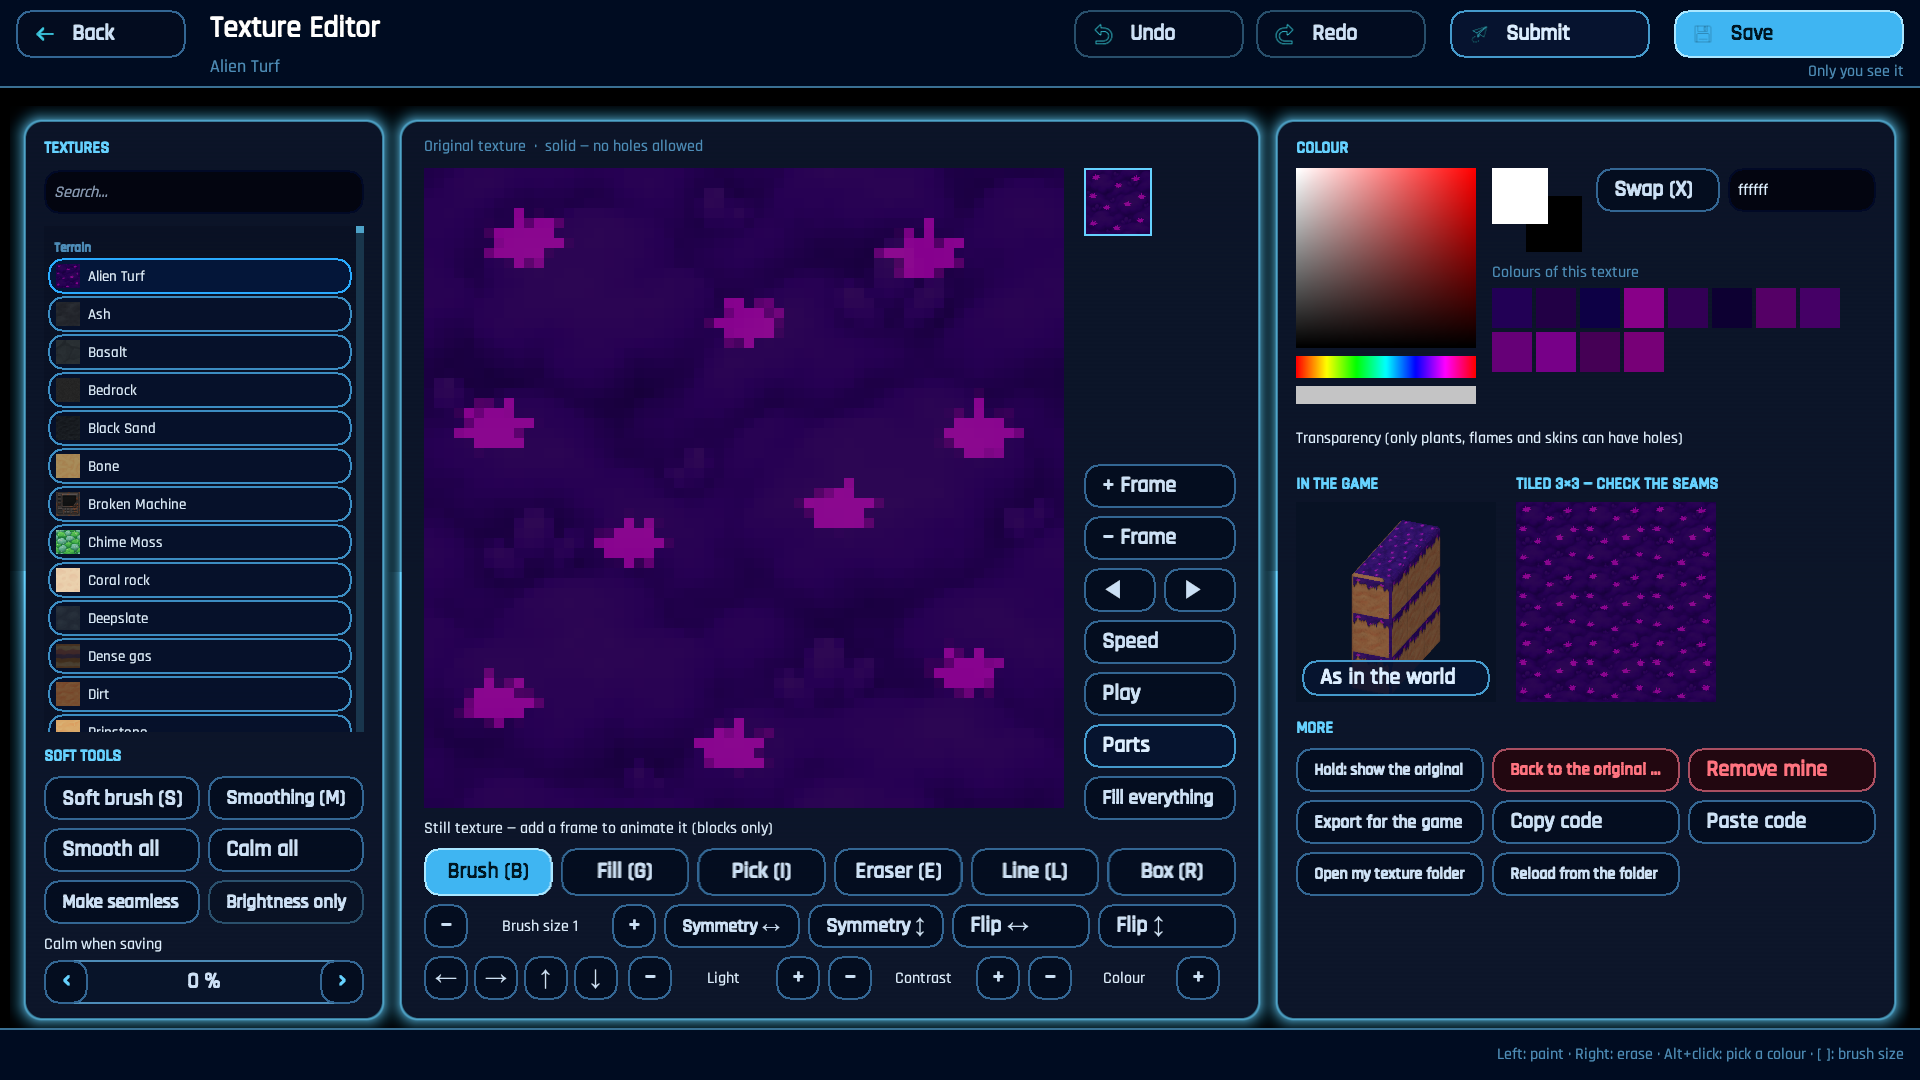 Back
Texture Editor
Alien Turf
Undo
Redo
Submit
Save
Only you see it
TEXTURES
Search...
Terrain
Alien Turf
Ash
Basalt
Bedrock
Black Sand
Bone
Broken Machine
Chime Moss
Coral rock
Deepslate
Dense gas
Dirt
SOFT TOOLS
Soft brush (S)
Smoothing (M)
Smooth all
Calm all
Make seamless
Brightness only
Calm when saving
0 %
Original texture · solid – no holes allowed
+ Frame
− Frame
Speed
Play
Parts
Fill everything
Still texture – add a frame to animate it (blocks only)
Brush (B)
Fill (G)
Pick (I)
Eraser (E)
Line (L)
Box (R)
− Brush size 1 +
Symmetry ↔
Symmetry ↕
Flip ↔
Flip ↕
← → ↑ ↓ − Light + − Contrast + − Colour +
COLOUR
Swap (X)
ffffff
Colours of this texture
Transparency (only plants, flames and skins can have holes)
IN THE GAME
As in the world
TILED 3×3 – CHECK THE SEAMS
MORE
Hold: show the original
Back to the original ...
Remove mine
Export for the game
Copy code
Paste code
Open my texture folder
Reload from the folder
Left: paint · Right: erase · Alt+click: pick a colour · [ ]: brush size